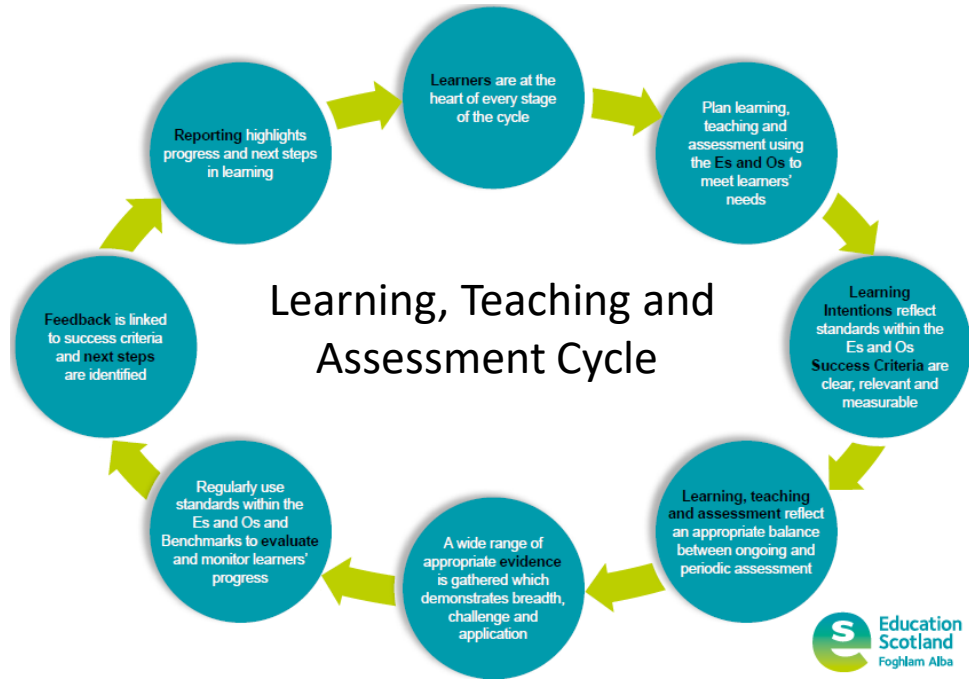 Learners are at the
heart of every stage
of the cycle
Plan learning,
teaching and
assessment using
the Es and Os to
meet learners'
needs
Learning
Intentions reflect
standards within the
Es and Os
Success Criteria are
clear, relevant and
measurable
Learning, teaching
and assessment reflect
an appropriate balance
between ongoing and
periodic assessment
A wide range of
appropriate evidence
is gathered which
demonstrates breadth,
challenge and
application
Regularly use
standards within the
Es and Os and
Benchmarks to evaluate
and monitor learners'
progress
Feedback is linked
to success criteria
and next steps
are identified
Reporting highlights
progress and next steps
in learning
Learning, Teaching and
Assessment Cycle
Education
Scotland
Foghlam Alba